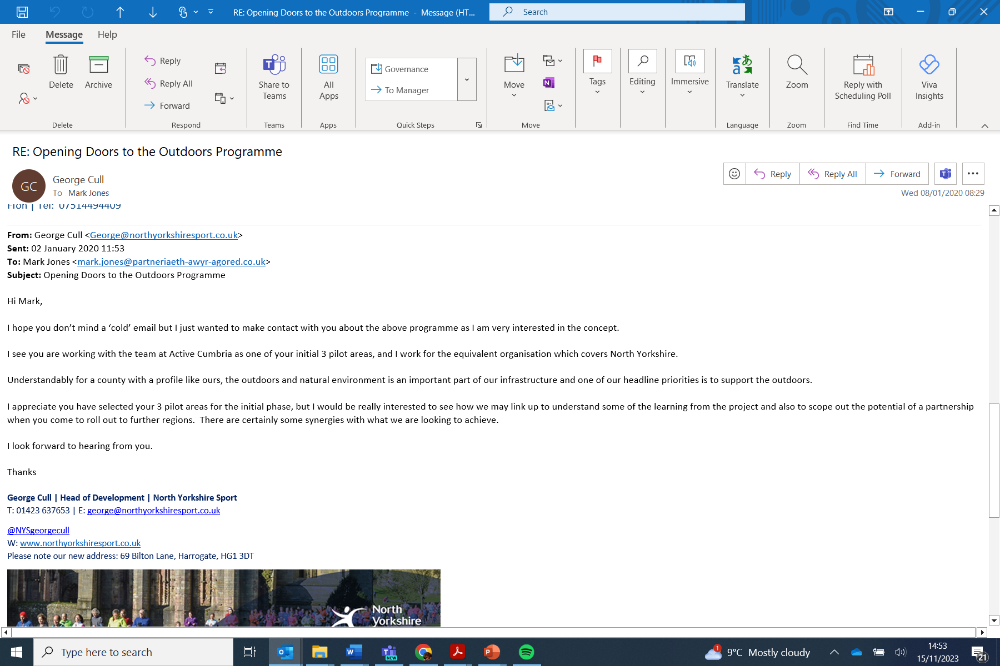 RE: Opening Doors to the Outdoors Programme - Message (HT...
Search
File Message Help
Delete
Archive
Reply
Reply All
Forward
Share to Teams
All Apps
Governance
To Manager
Move
Tags
Editing
Immersive
Translate
Zoom
Reply with Scheduling Poll
Viva Insights
Delete
Respond
Teams
Apps
Quick Steps
Move
Language
Zoom
Find Time
Add-in
RE: Opening Doors to the Outdoors Programme
GC
George Cull
To Mark Jones
Reply
Reply All
Forward
Wed 08/01/2020 08:29
Ffon | Tel: 07514494409
From: George Cull <George@northyorkshiresport.co.uk>
Sent: 02 January 2020 11:53
To: Mark Jones <mark.jones@partneriaeth-awyr-agored.co.uk>
Subject: Opening Doors to the Outdoors Programme
Hi Mark,
I hope you don’t mind a ‘cold’ email but I just wanted to make contact with you about the above programme as I am very interested in the concept.
I see you are working with the team at Active Cumbria as one of your initial 3 pilot areas, and I work for the equivalent organisation which covers North Yorkshire.
Understandably for a county with a profile like ours, the outdoors and natural environment is an important part of our infrastructure and one of our headline priorities is to support the outdoors.
I appreciate you have selected your 3 pilot areas for the initial phase, but I would be really interested to see how we may link up to understand some of the learning from the project and also to scope out the potential of a partnership
when you come to roll out to further regions.  There are certainly some synergies with what we are looking to achieve.
I look forward to hearing from you.
Thanks
George Cull | Head of Development | North Yorkshire Sport
T: 01423 637653 | E: george@northyorkshiresport.co.uk
@NYSgeorgecull
W: www.northyorkshiresport.co.uk
Please note our new address: 69 Bilton Lane, Harrogate, HG1 3DT
North
Yorkshire
Type here to search
NEW
1
9°C Mostly cloudy
14:53
15/11/2023
21